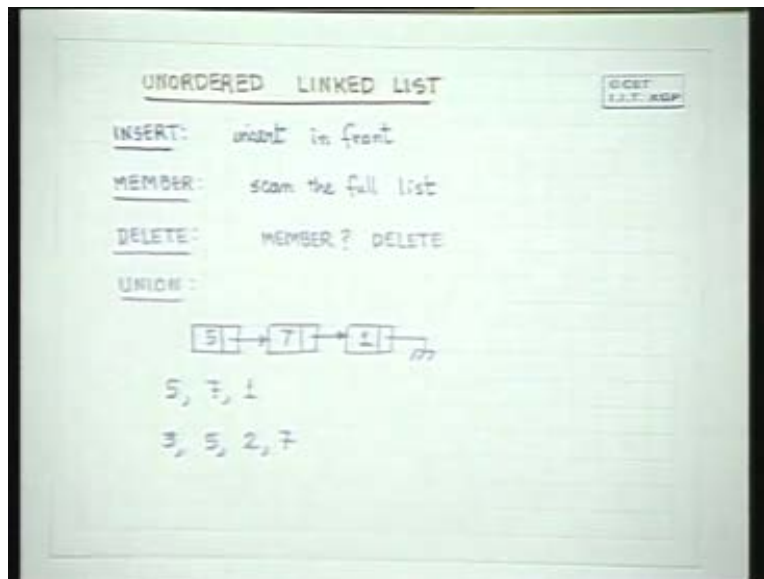 UNORDERED LINKED LIST
I.I.T. KGP
INSERT: insert in front
MEMBER: scan the full list
DELETE: MEMBER? DELETE
UNION:
5 7 1
5, 7, 1
3, 5, 2, 7